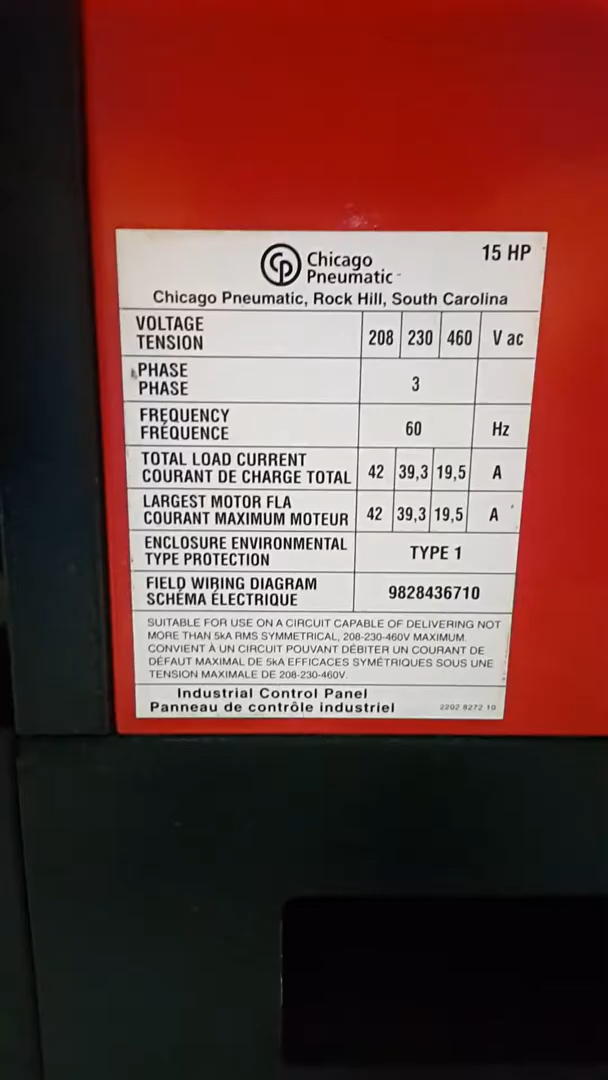 CP Chicago Pneumatic 15 HP
Chicago Pneumatic, Rock Hill, South Carolina
VOLTAGE
TENSION 208 230 460 V ac
PHASE
PHASE 3
FREQUENCY
FRÉQUENCE 60 Hz
TOTAL LOAD CURRENT
COURANT DE CHARGE TOTAL 42 39,3 19,5 A
LARGEST MOTOR FLA
COURANT MAXIMUM MOTEUR 42 39,3 19,5 A
ENCLOSURE ENVIRONMENTAL
TYPE PROTECTION TYPE 1
FIELD WIRING DIAGRAM
SCHÉMA ÉLECTRIQUE 9828436710
SUITABLE FOR USE ON A CIRCUIT CAPABLE OF DELIVERING NOT
MORE THAN 5kA RMS SYMMETRICAL, 208-230-460V MAXIMUM.
CONVIENT À UN CIRCUIT POUVANT DÉBITER UN COURANT DE
DÉFAUT MAXIMAL DE 5kA EFFICACES SYMÉTRIQUES SOUS UNE
TENSION MAXIMALE DE 208-230-460V.
Industrial Control Panel
Panneau de contrôle industriel 2202 8272 10